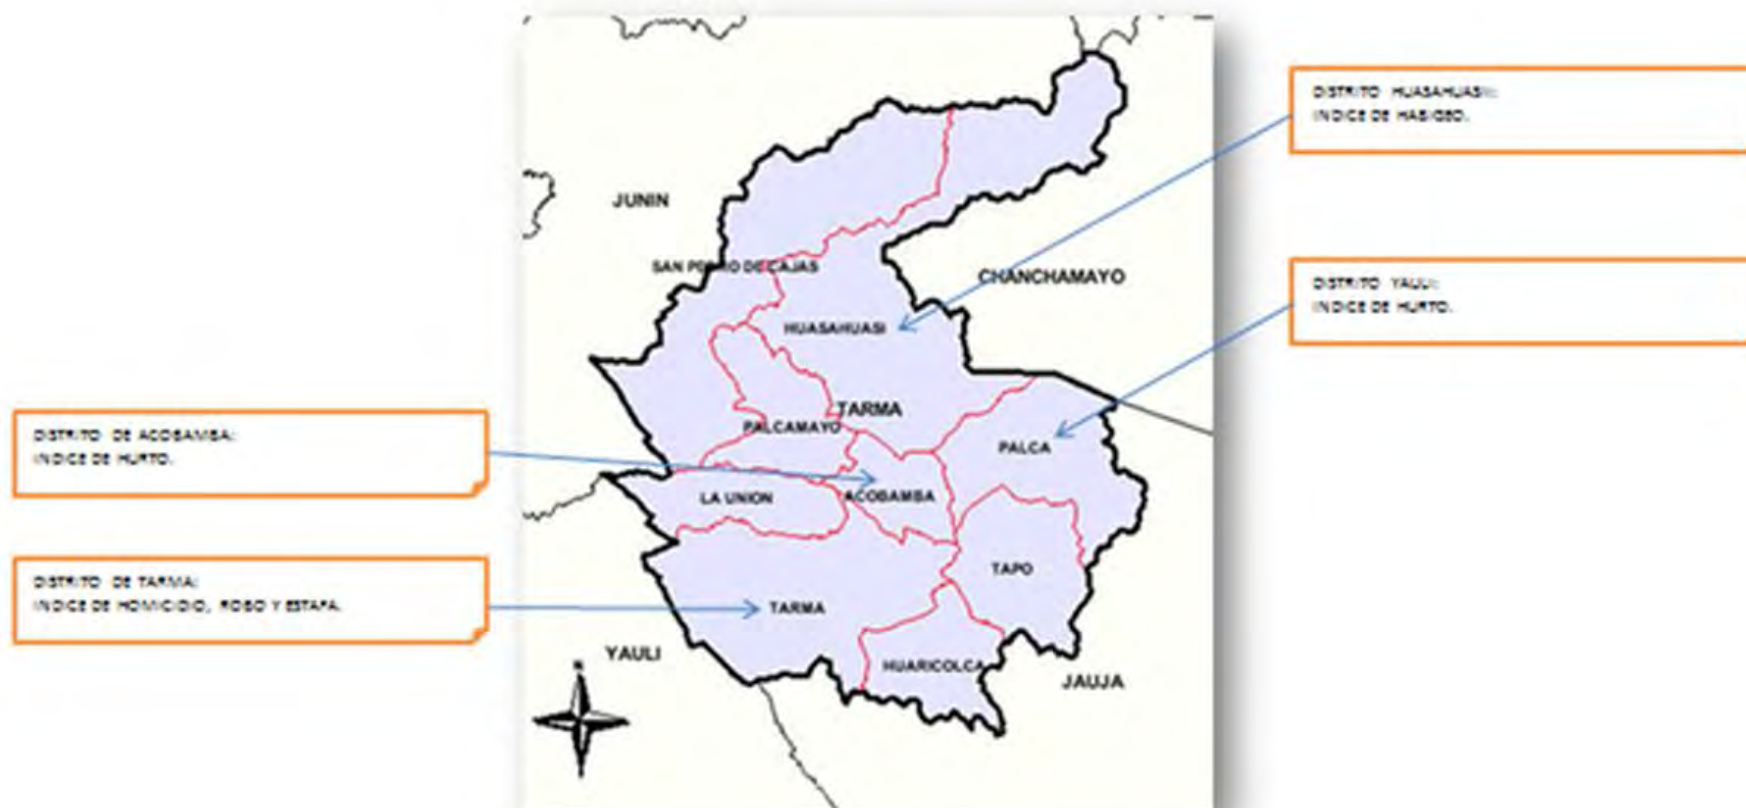 DISTRITO HUASAHUASI:
INDICE DE HABIGEO.
JUNIN
SAN PEDRO DE CAJAS
CHANCHAMAYO
DISTRITO YAULI:
INDICE DE HURTO.
HUASAHUASI
TARMA
PALCAMAYO
PALCA
DISTRITO DE ACOBAMBA:
INDICE DE HURTO.
LA UNION
ACOBAMBA
TAPO
DISTRITO DE TARMA:
INDICE DE HOMICIDIO, ROBO Y ESTAFA.
TARMA
YAULI
HUARICOLCA
JAUJA
N